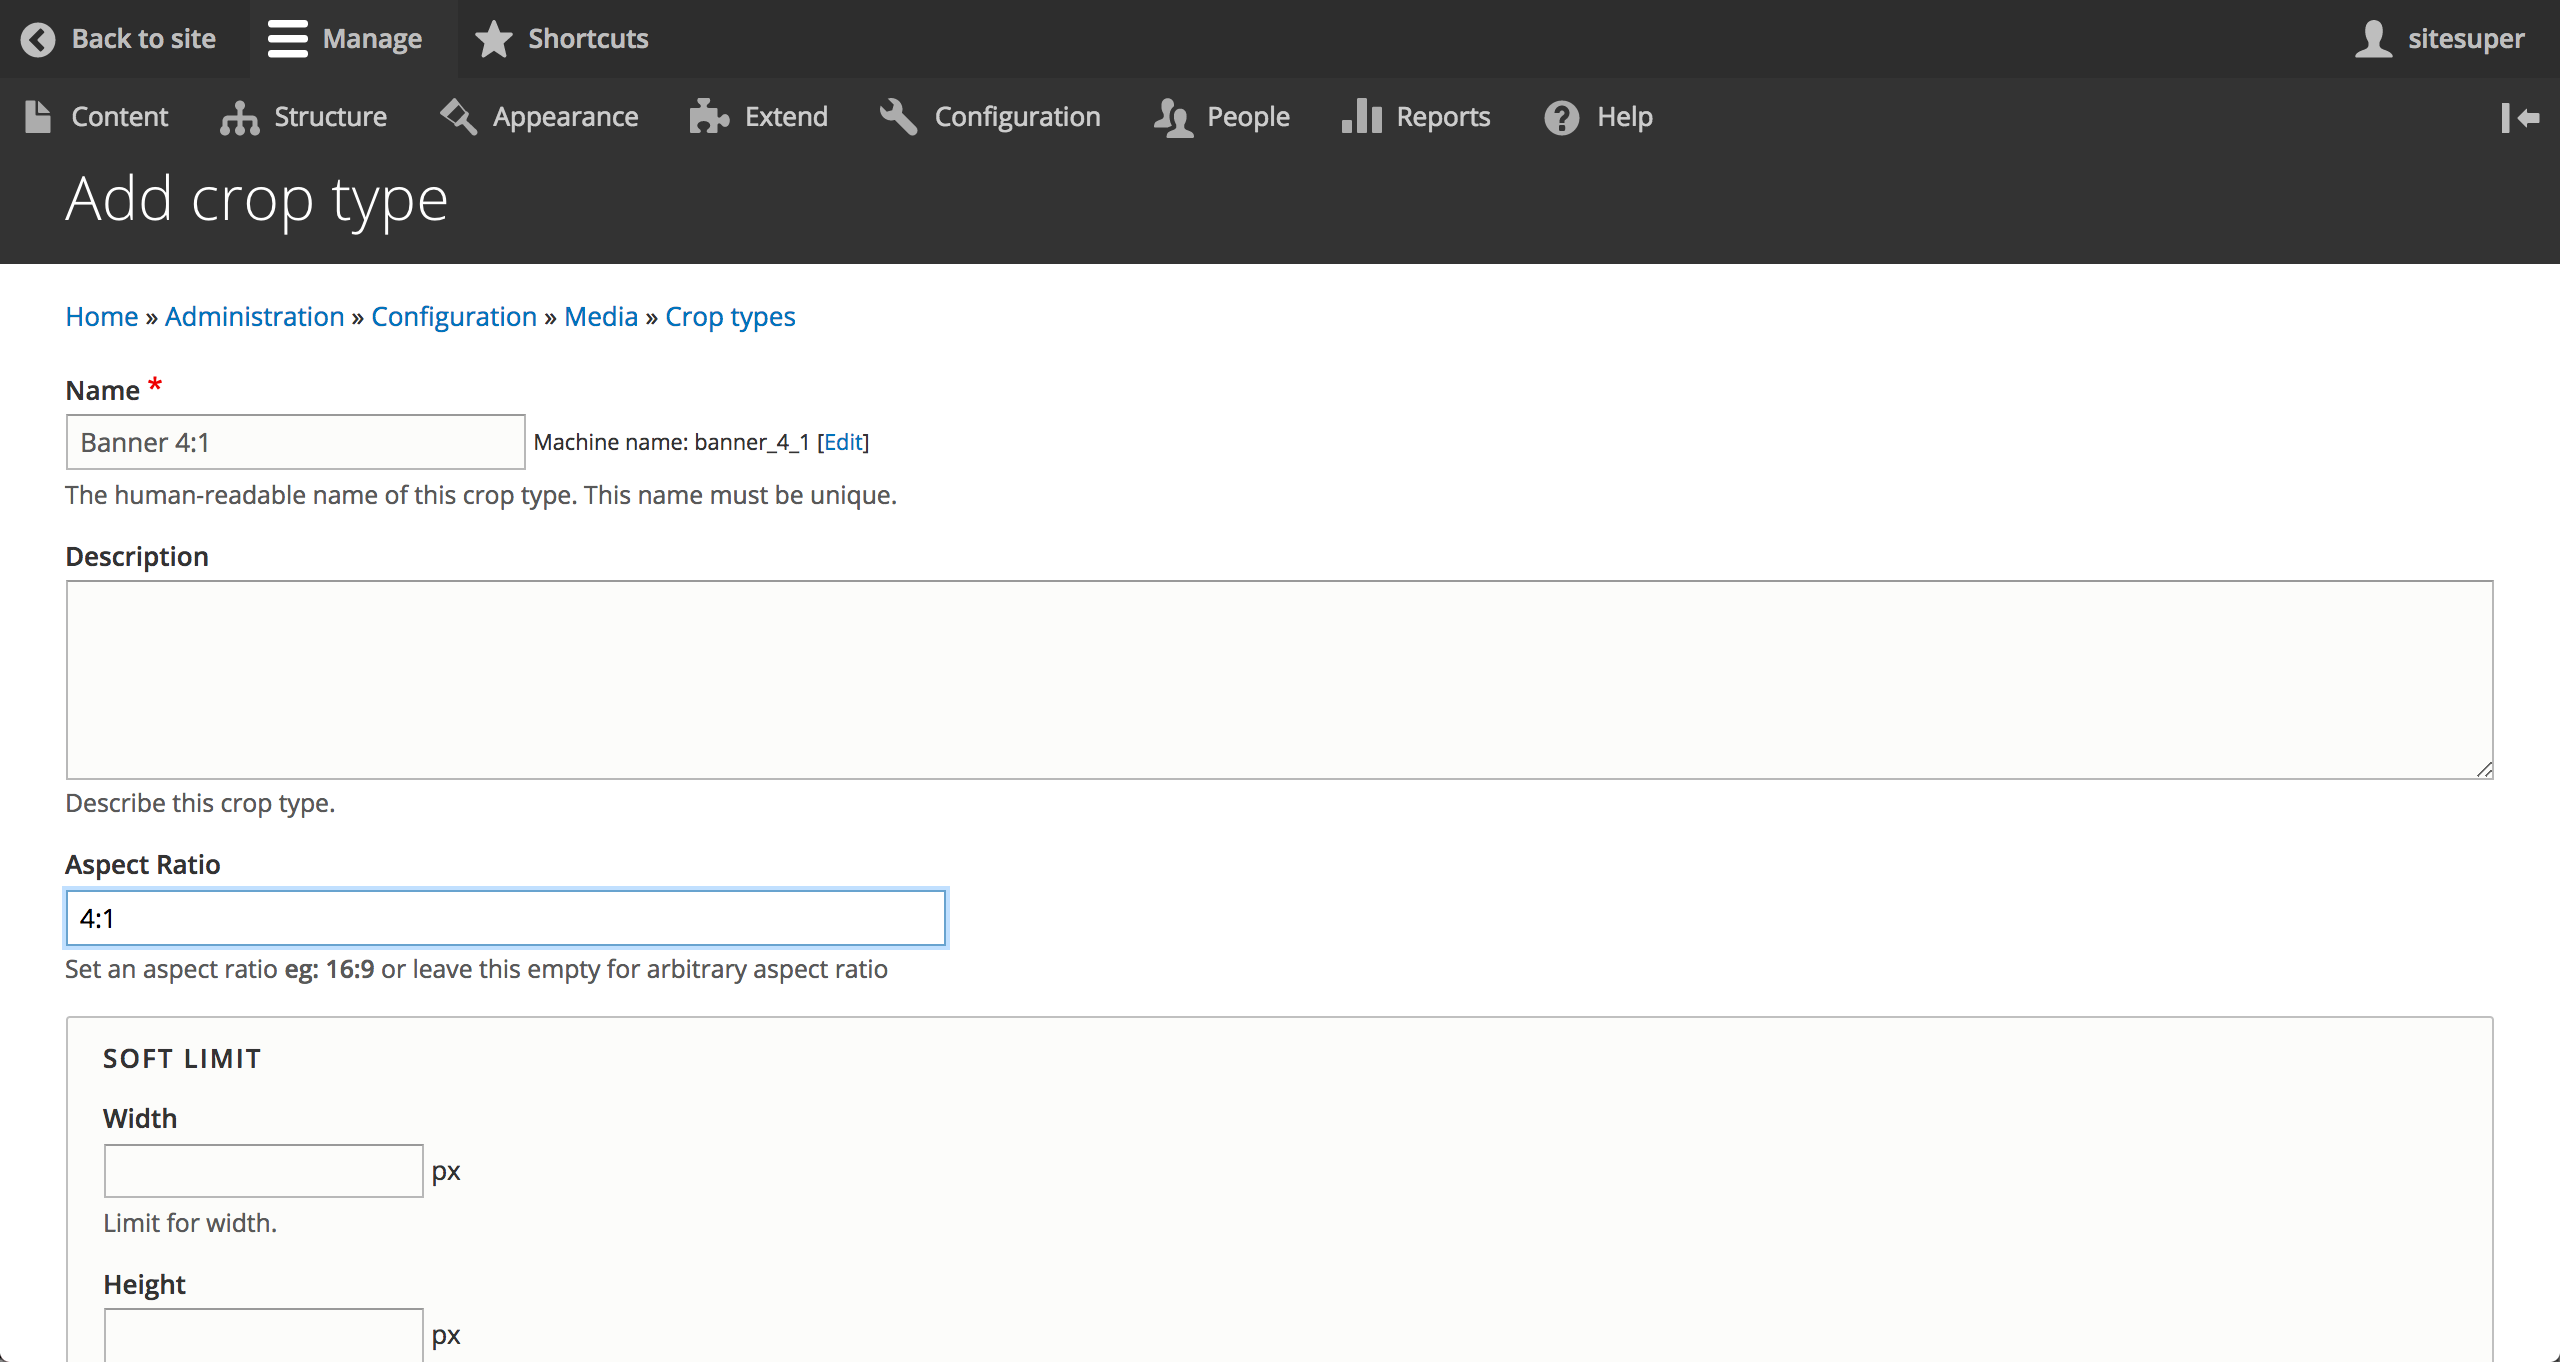 Back to site Manage Shortcuts sitesuper
Content Structure Appearance Extend Configuration People Reports Help
Add crop type
Home » Administration » Configuration » Media » Crop types
Name *
Banner 4:1 Machine name: banner_4_1 [Edit]
The human-readable name of this crop type. This name must be unique.
Description
Describe this crop type.
Aspect Ratio
4:1
Set an aspect ratio eg: 16:9 or leave this empty for arbitrary aspect ratio
SOFT LIMIT
Width
px
Limit for width.
Height
px